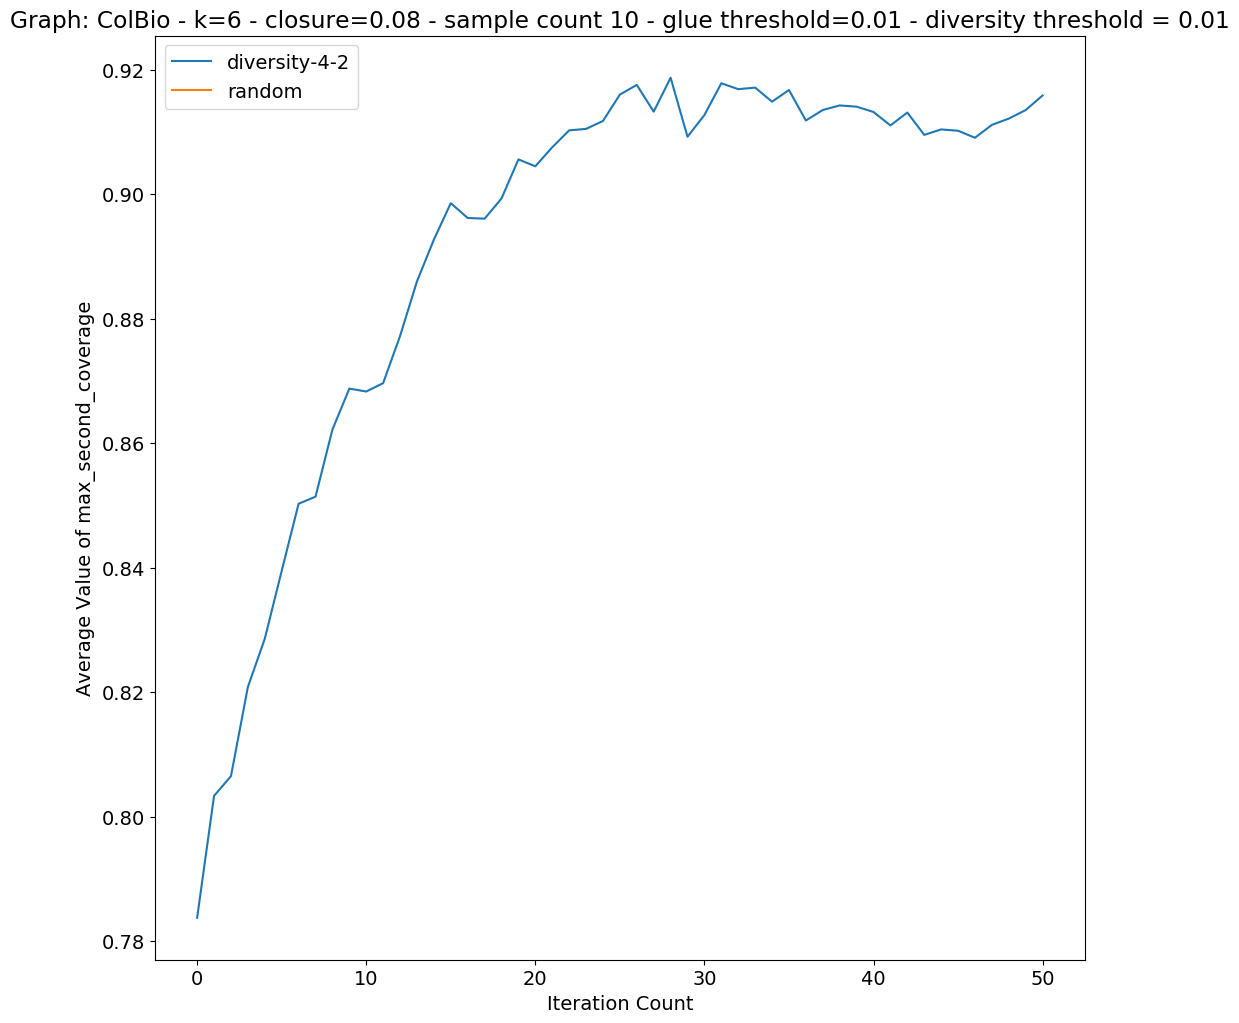 Graph: ColBio - k=6 - closure=0.08 - sample count 10 - glue threshold=0.01 - diversity threshold = 0.01
diversity-4-2
random
0.92
0.90
0.88
0.86
0.84
0.82
0.80
0.78
Average Value of max_second_coverage
0 10 20 30 40 50
Iteration Count